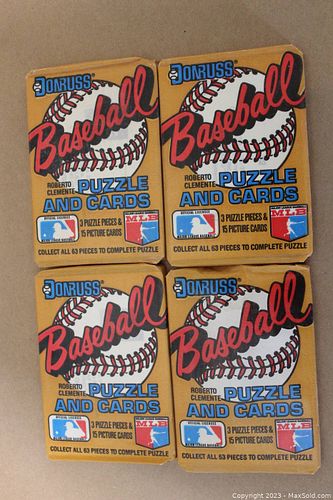 DONRUSS
Baseball
ROBERTO
CLEMENTE PUZZLE
AND CARDS
3 PUZZLE PIECES &
15 PICTURE CARDS
MLB
COLLECT ALL 63 PIECES TO COMPLETE PUZZLE
DONRUSS
Baseball
ROBERTO
CLEMENTE PUZZLE
AND CARDS
3 PUZZLE PIECES &
15 PICTURE CARDS
MLB
COLLECT ALL 63 PIECES TO COMPLETE PUZZLE
DONRUSS
Baseball
ROBERTO
CLEMENTE PUZZLE
AND CARDS
3 PUZZLE PIECES &
15 PICTURE CARDS
MLB
COLLECT ALL 63 PIECES TO COMPLETE PUZZLE
DONRUSS
Baseball
ROBERTO
CLEMENTE PUZZLE
AND CARDS
3 PUZZLE PIECES &
15 PICTURE CARDS
MLB
COLLECT ALL 63 PIECES TO COMPLETE PUZZLE
Copyright 2023 - MaxSold.com